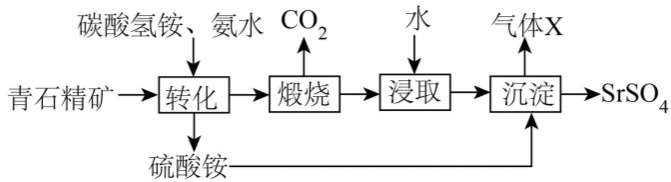 碳酸氢铵、氨水 CO₂ 水 气体X
青石精矿 转化 煅烧 浸取 沉淀 SrSO₄
硫酸铵